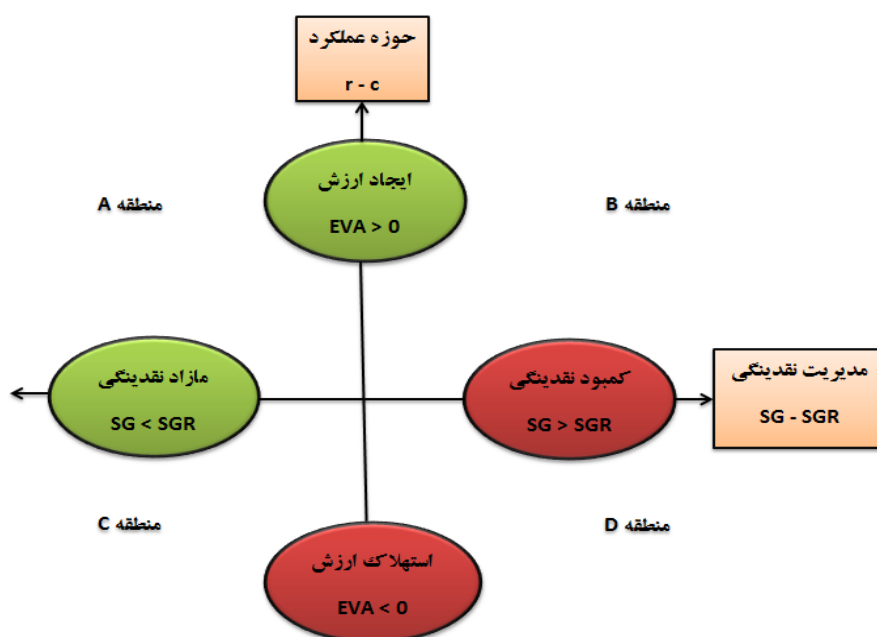 حوزه عملکرد
r - c
ایجاد ارزش
EVA > 0
منطقه A
منطقه B
مازاد نقدینگی
SG < SGR
کمبود نقدینگی
SG > SGR
مدیریت نقدینگی
SG - SGR
منطقه C
منطقه D
استهلاک ارزش
EVA < 0